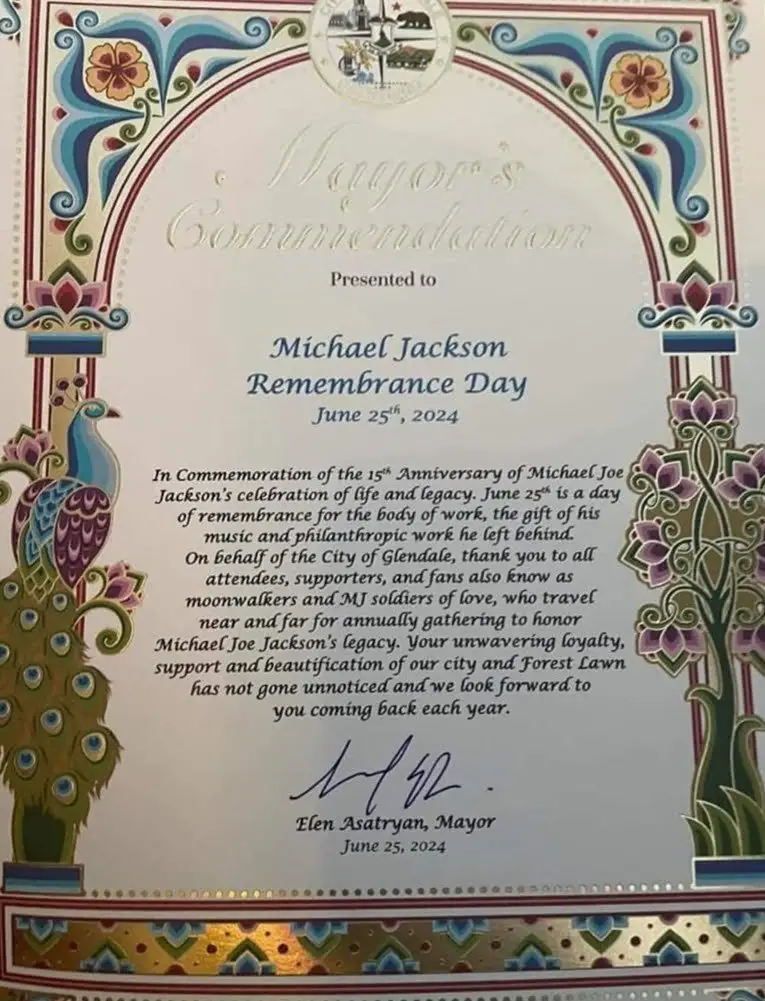 Mayor's
Commendation
Presented to
Michael Jackson
Remembrance Day
June 25th, 2024
In Commemoration of the 15th Anniversary of Michael Joe
Jackson's celebration of life and legacy. June 25th is a day
of remembrance for the body of work, the gift of his
music and philanthropic work he left behind.
On behalf of the City of Glendale, thank you to all
attendees, supporters, and fans also know as
moonwalkers and MJ soldiers of love, who travel
near and far for annually gathering to honor
Michael Joe Jackson's legacy. Your unwavering loyalty,
support and beautification of our city and Forest Lawn
has not gone unnoticed and we look forward to
you coming back each year.
Elen Asatryan, Mayor
June 25, 2024